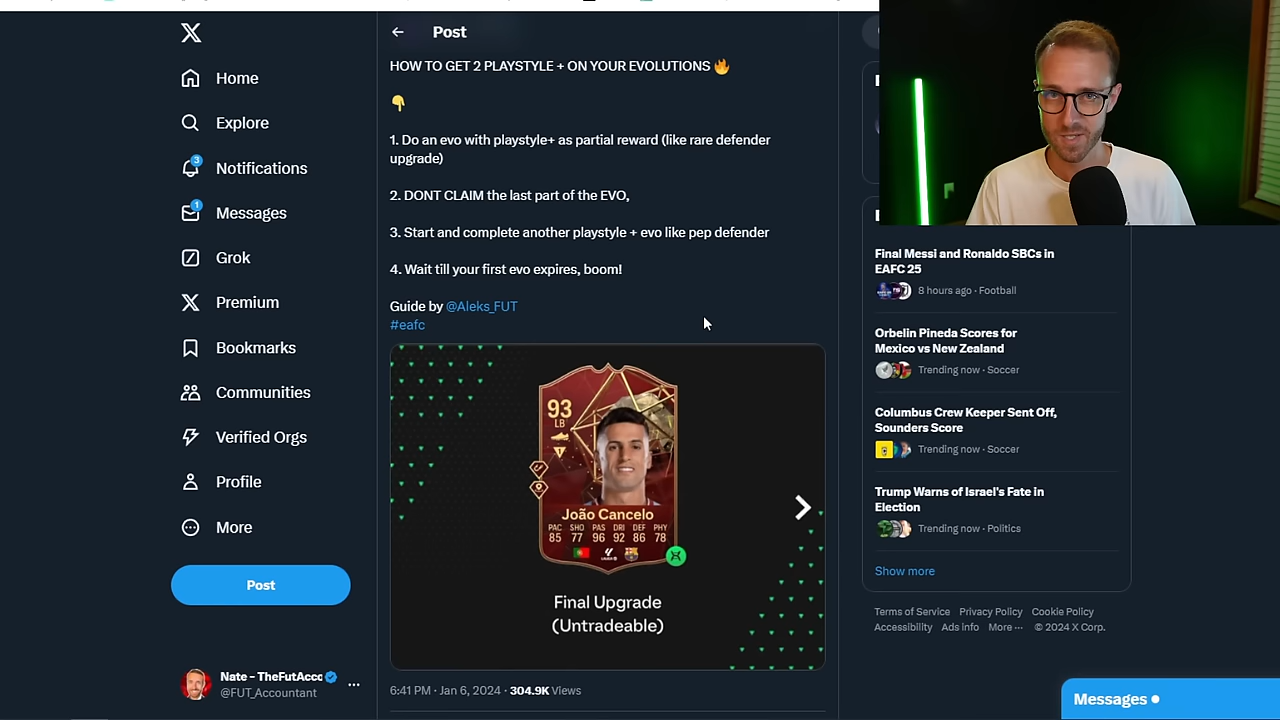 Home
Explore
3
Notifications
1
Messages
Grok
Premium
Bookmarks
Communities
Verified Orgs
Profile
More
Post
Nate - TheFutAcco
@FUT_Accountant
Post
HOW TO GET 2 PLAYSTYLE + ON YOUR EVOLUTIONS 🔥
👇
1. Do an evo with playstyle+ as partial reward (like rare defender
upgrade)
2. DONT CLAIM the last part of the EVO,
3. Start and complete another playstyle + evo like pep defender
4. Wait till your first evo expires, boom!
Guide by @Aleks_FUT
#eafc
93
LB
João Cancelo
PAC SHO PAS DRI DEF PHY
85 77 96 92 86 78
Final Upgrade
(Untradeable)
6:41 PM · Jan 6, 2024 · 304.9K Views
Final Messi and Ronaldo SBCs in
EAFC 25
8 hours ago · Football
Orbelin Pineda Scores for
Mexico vs New Zealand
Trending now · Soccer
Columbus Crew Keeper Sent Off,
Sounders Score
Trending now · Soccer
Trump Warns of Israel's Fate in
Election
Trending now · Politics
Show more
Terms of Service Privacy Policy Cookie Policy
Accessibility Ads info More ··· © 2024 X Corp.
Messages